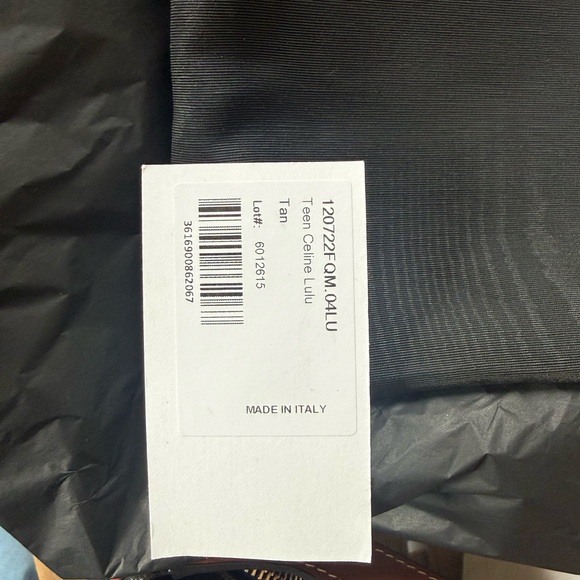 120722FQM.04LU
Teen Celine Lulu
Tan
Lot#: 6012615
3616900862067
MADE IN ITALY